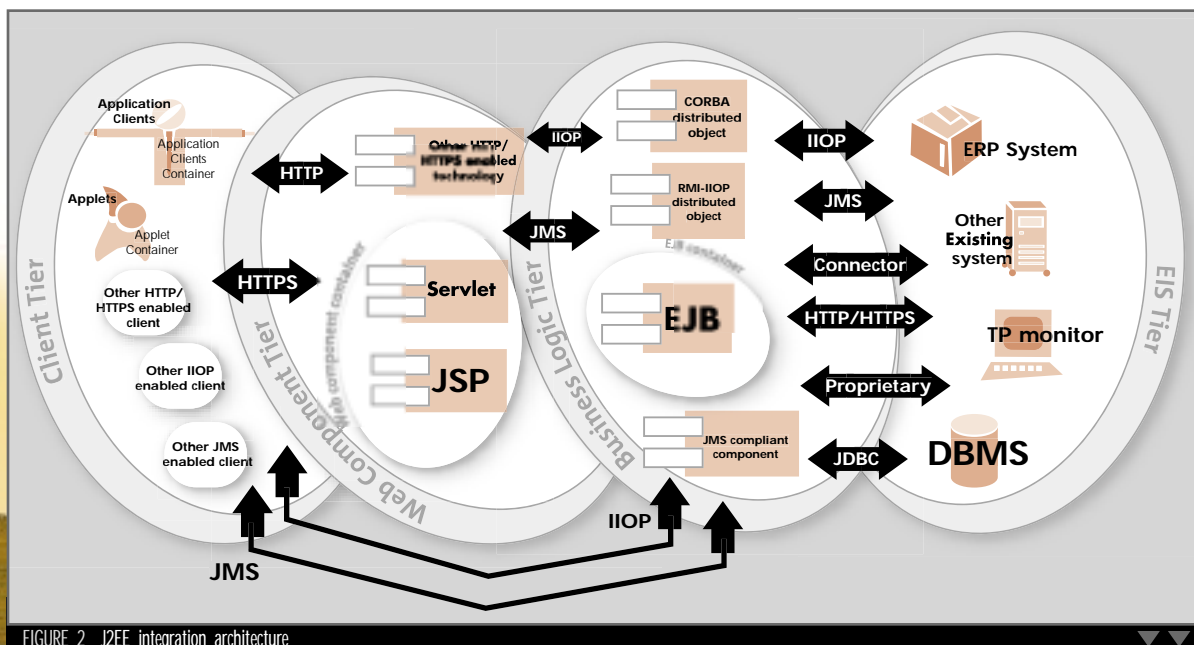 Application
Clients
Application
Clients
Container
Applets
Applet
Container
Other HTTP/
HTTPS enabled
client
Other IIOP
enabled client
Other JMS
enabled client
Client Tier
HTTP
HTTPS
Other HTTP/
HTTPS enabled
technology
Servlet
JSP
Web component container
Web Component Tier
IIOP
JMS
CORBA
distributed
object
RMI-IIOP
distributed
object
EJB container
EJB
JMS compliant
component
Business Logic Tier
IIOP
JMS
Connector
HTTP/HTTPS
Proprietary
JDBC
ERP System
Other
Existing
system
TP monitor
DBMS
EIS Tier
IIOP
JMS
FIGURE 2 J2EE integration architecture